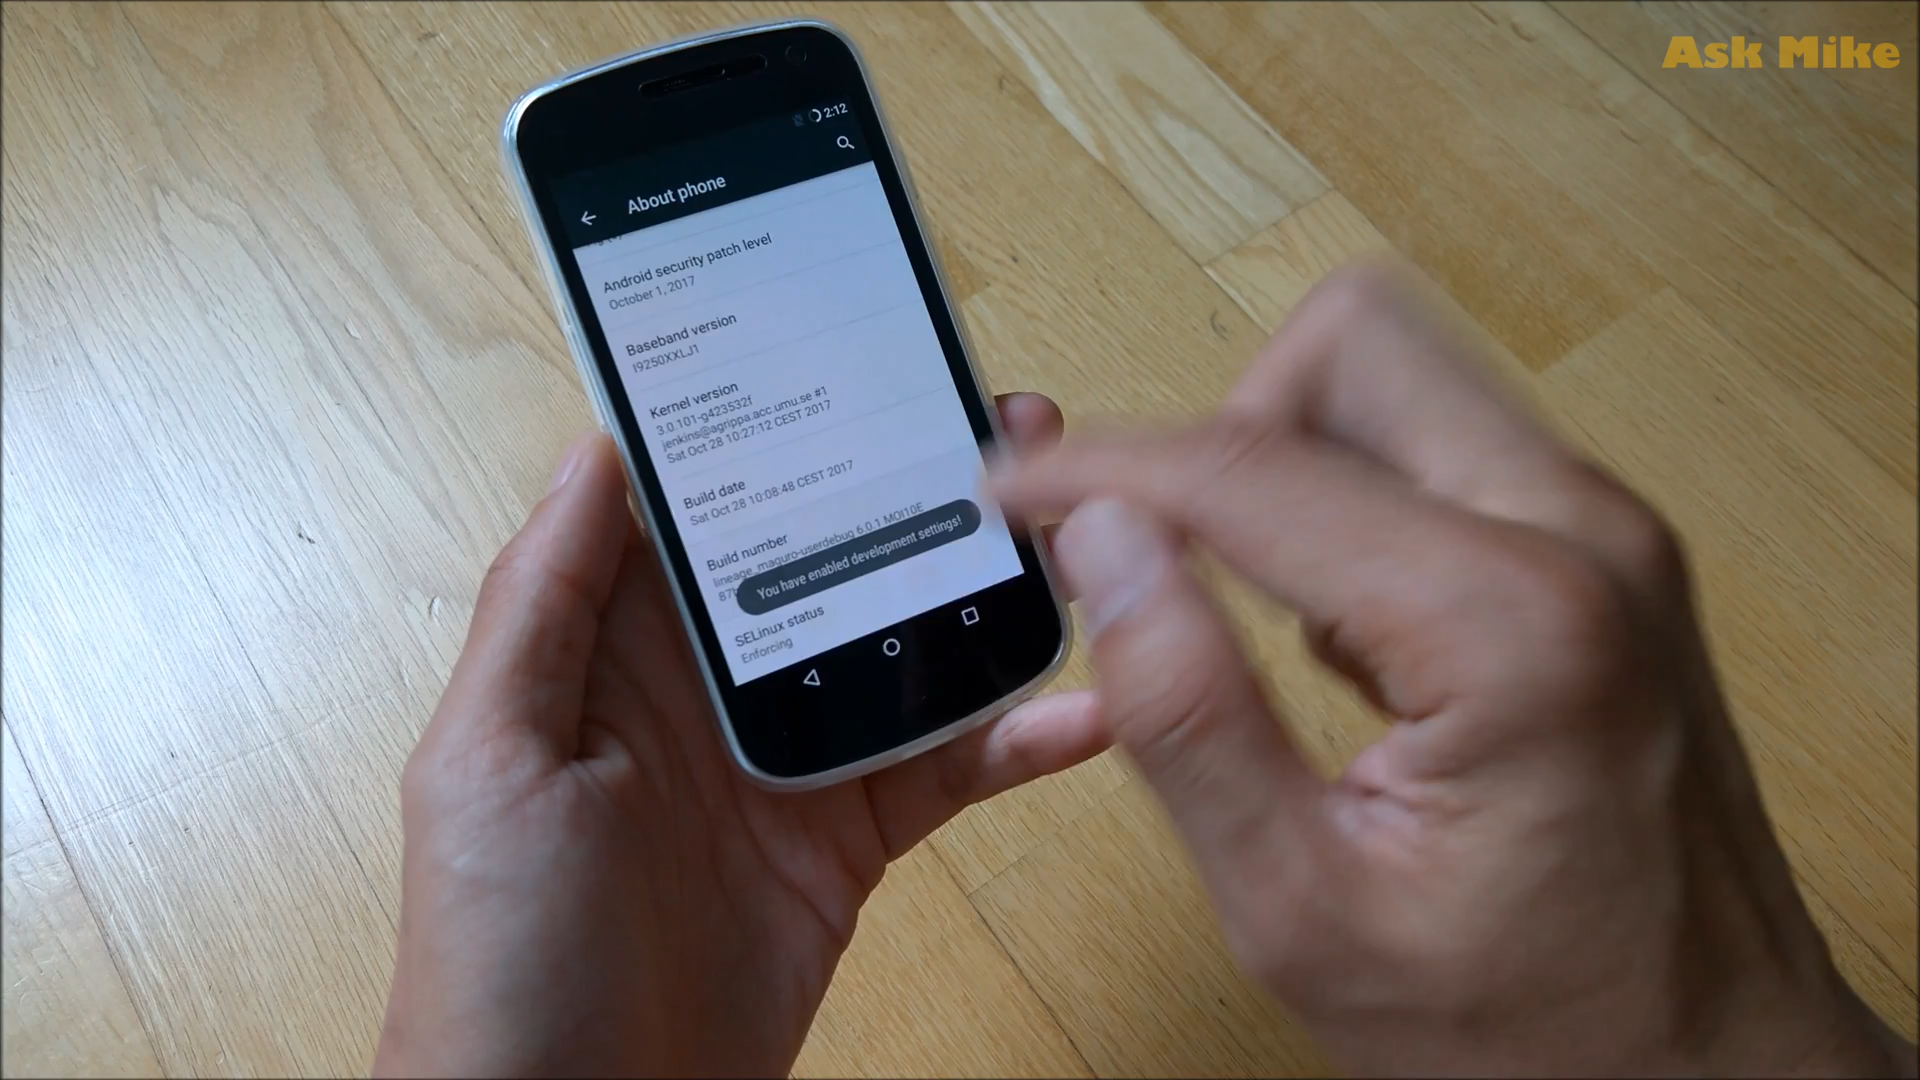 Ask Mike
2:12
About phone
Android security patch level
October 1, 2017
Baseband version
I9250XXLJ1
Kernel version
3.0.101-g423532f
jenkins@agrippa.acc.umu.se #1
Sat Oct 28 10:27:12 CEST 2017
Build date
Sat Oct 28 10:08:48 CEST 2017
Build number
lineage_maguro-userdebug 6.0.1 MOI10E
You have enabled development settings!
SELinux status
Enforcing